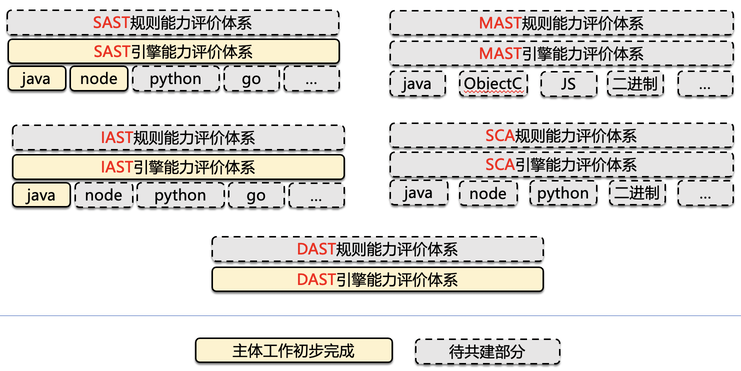 SAST规则能力评价体系
SAST引擎能力评价体系
java node python go ...
MAST规则能力评价体系
MAST引擎能力评价体系
java ObjectC JS 二进制 ...
IAST规则能力评价体系
IAST引擎能力评价体系
java node python go ...
SCA规则能力评价体系
SCA引擎能力评价体系
java node python 二进制 ...
DAST规则能力评价体系
DAST引擎能力评价体系
主体工作初步完成 待共建部分